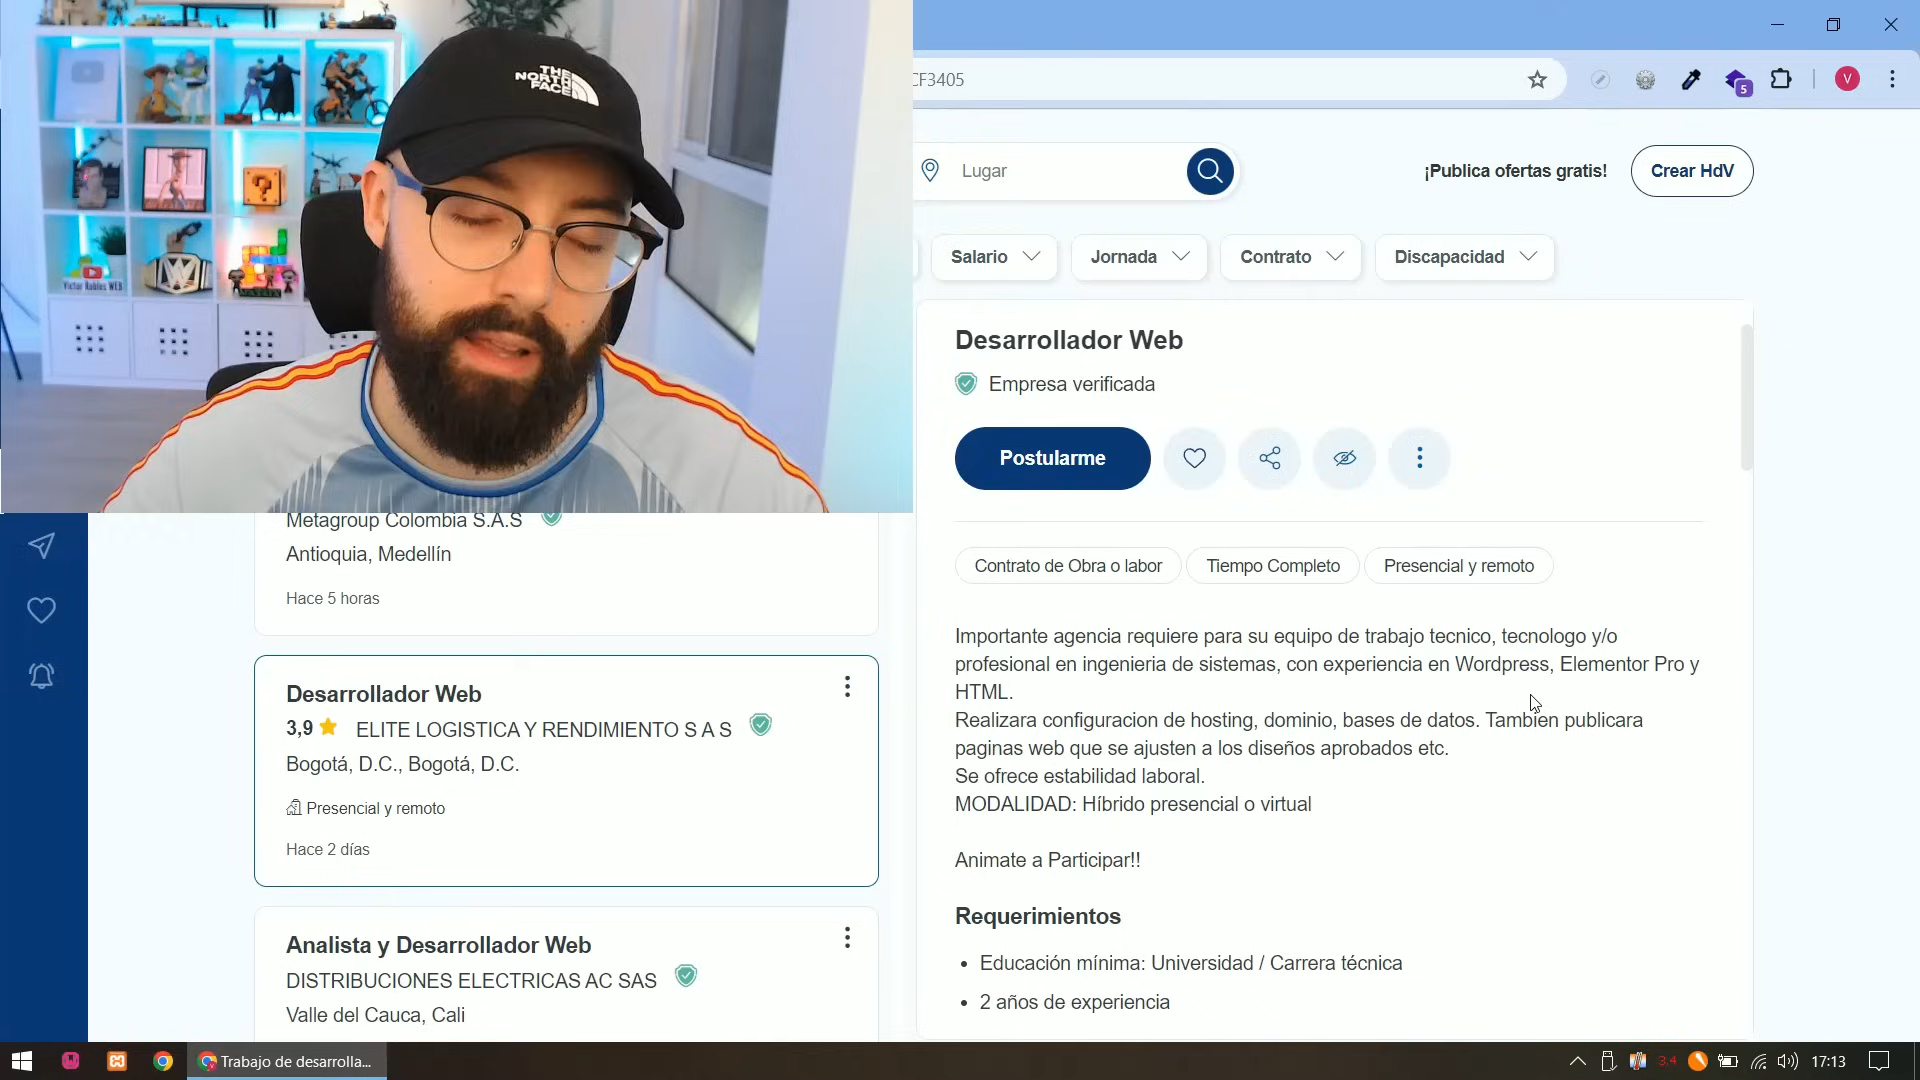 THE
NORTH
FACE
Victor Robles WEB
CF3405
5
V
Lugar
¡Publica ofertas gratis!
Crear HdV
Salario
Jornada
Contrato
Discapacidad
Desarrollador Web
Empresa verificada
Postularme
Contrato de Obra o labor
Tiempo Completo
Presencial y remoto
Importante agencia requiere para su equipo de trabajo tecnico, tecnologo y/o
profesional en ingenieria de sistemas, con experiencia en Wordpress, Elementor Pro y
HTML.
Realizara configuracion de hosting, dominio, bases de datos. Tambien publicara
paginas web que se ajusten a los diseños aprobados etc.
Se ofrece estabilidad laboral.
MODALIDAD: Híbrido presencial o virtual
Animate a Participar!!
Requerimientos
• Educación mínima: Universidad / Carrera técnica
• 2 años de experiencia
Metagroup Colombia S.A.S
Antioquia, Medellín
Hace 5 horas
Desarrollador Web
3,9 ELITE LOGISTICA Y RENDIMIENTO S A S
Bogotá, D.C., Bogotá, D.C.
Presencial y remoto
Hace 2 días
Analista y Desarrollador Web
DISTRIBUCIONES ELECTRICAS AC SAS
Valle del Cauca, Cali
Trabajo de desarrolla...
3.4
17:13